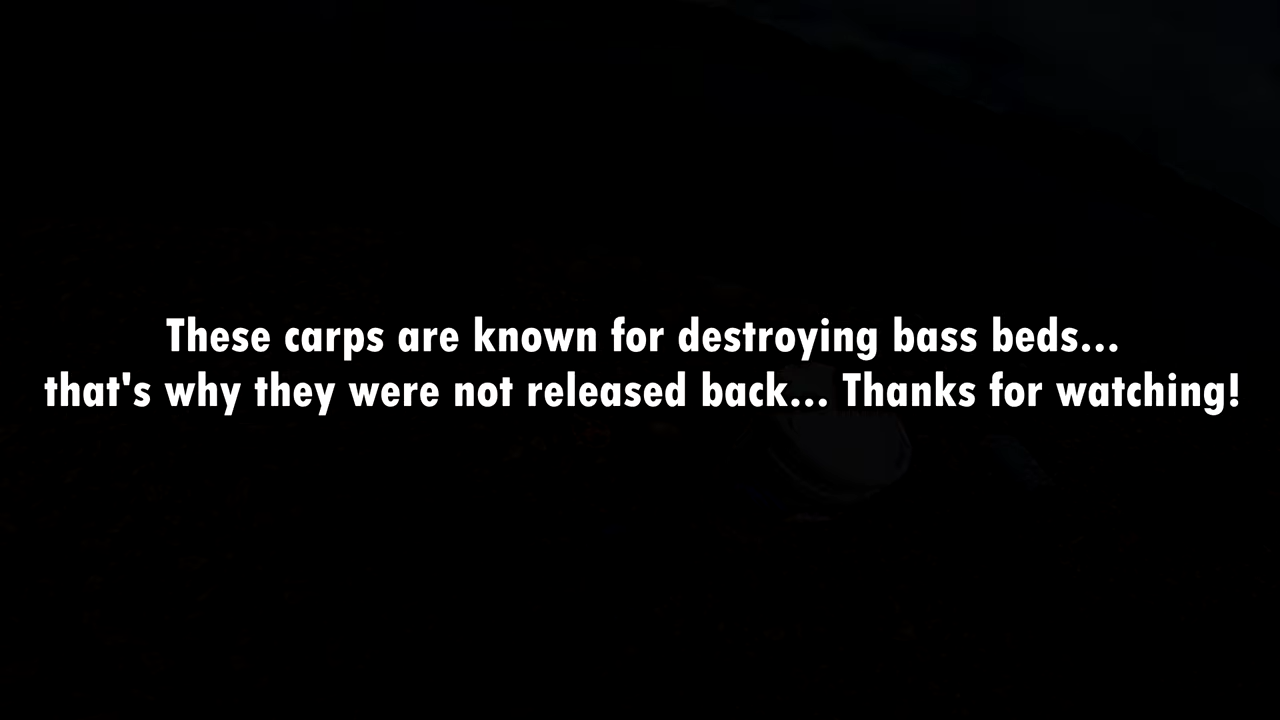 These carps are known for destroying bass beds...
that's why they were not released back... Thanks for watching!